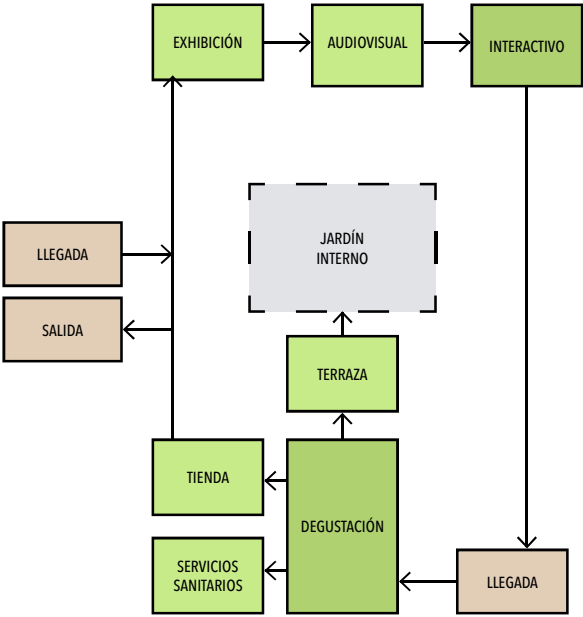 EXHIBICIÓN
AUDIOVISUAL
INTERACTIVO
JARDÍN
INTERNO
LLEGADA
SALIDA
TERRAZA
TIENDA
DEGUSTACIÓN
SERVICIOS
SANITARIOS
LLEGADA